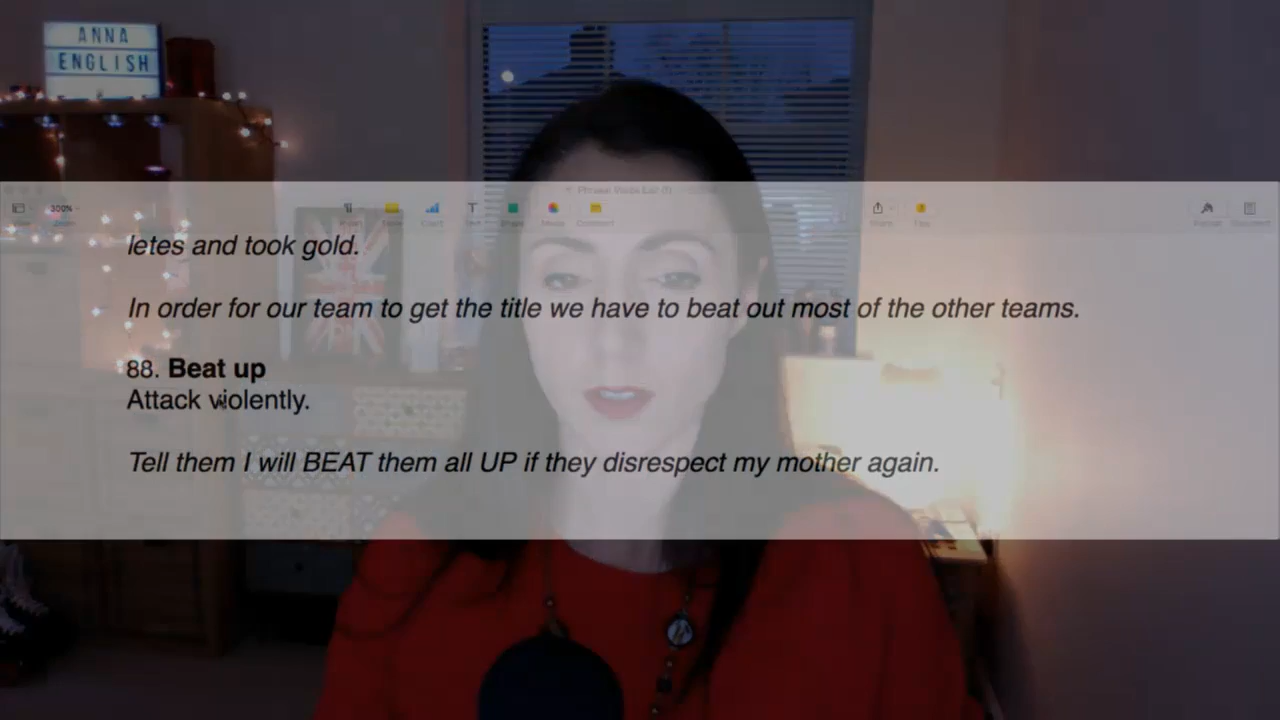 ANNA
ENGLISH
300%
letes and took gold.
In order for our team to get the title we have to beat out most of the other teams.
88. Beat up
Attack violently.
Tell them I will BEAT them all UP if they disrespect my mother again.